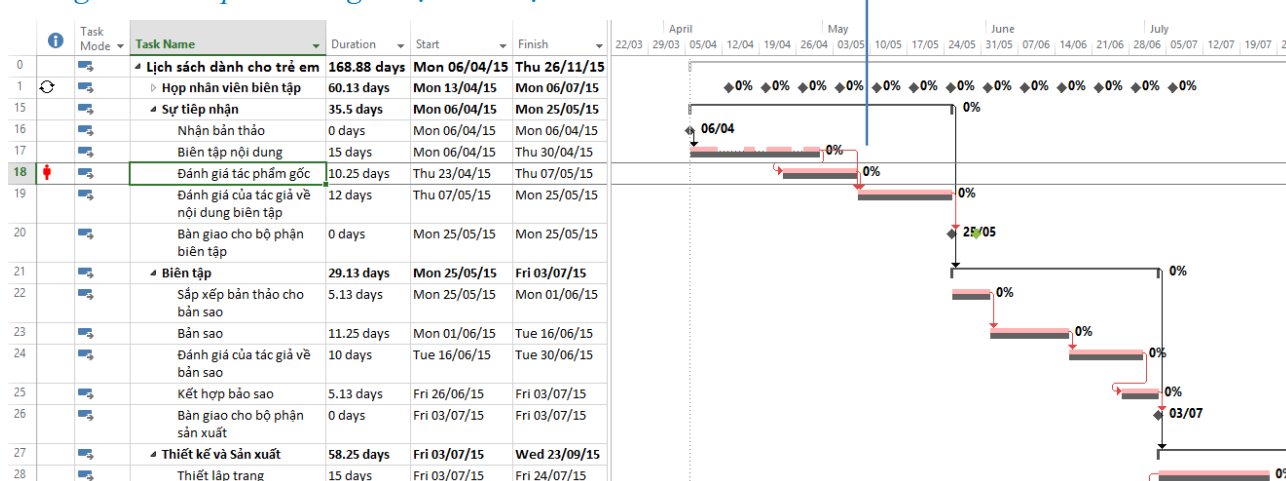 Task
Mode Task Name Duration Start Finish
April May June July
22/03 29/03 05/04 12/04 19/04 26/04 03/05 10/05 17/05 24/05 31/05 07/06 14/06 21/06 28/06 05/07 12/07 19/07
0 Lịch sách dành cho trẻ em 168.88 days Mon 06/04/15 Thu 26/11/15
1 Họp nhân viên biên tập 60.13 days Mon 13/04/15 Mon 06/07/15 0% 0% 0% 0% 0% 0% 0% 0% 0% 0% 0% 0% 0%
15 Sự tiêp nhận 35.5 days Mon 06/04/15 Mon 25/05/15 0%
16 Nhận bản thảo 0 days Mon 06/04/15 Mon 06/04/15 06/04
17 Biên tập nội dung 15 days Mon 06/04/15 Thu 30/04/15 0%
18 Đánh giá tác phẩm gốc 10.25 days Thu 23/04/15 Thu 07/05/15 0%
19 Đánh giá của tác giả về 12 days Thu 07/05/15 Mon 25/05/15 0%
nội dung biên tập
20 Bàn giao cho bộ phận 0 days Mon 25/05/15 Mon 25/05/15 25/05
biên tập
21 Biên tập 29.13 days Mon 25/05/15 Fri 03/07/15 0%
22 Sắp xếp bản thảo cho 5.13 days Mon 25/05/15 Mon 01/06/15 0%
bản sao
23 Bản sao 11.25 days Mon 01/06/15 Tue 16/06/15 0%
24 Đánh giá của tác giả về 10 days Tue 16/06/15 Tue 30/06/15 0%
bản sao
25 Kết hợp bảo sao 5.13 days Fri 26/06/15 Fri 03/07/15 0%
26 Bàn giao cho bộ phận 0 days Fri 03/07/15 Fri 03/07/15 03/07
sản xuất
27 Thiết kế và Sản xuất 58.25 days Fri 03/07/15 Wed 23/09/15
28 Thiết lập trang 15 days Fri 03/07/15 Fri 24/07/15